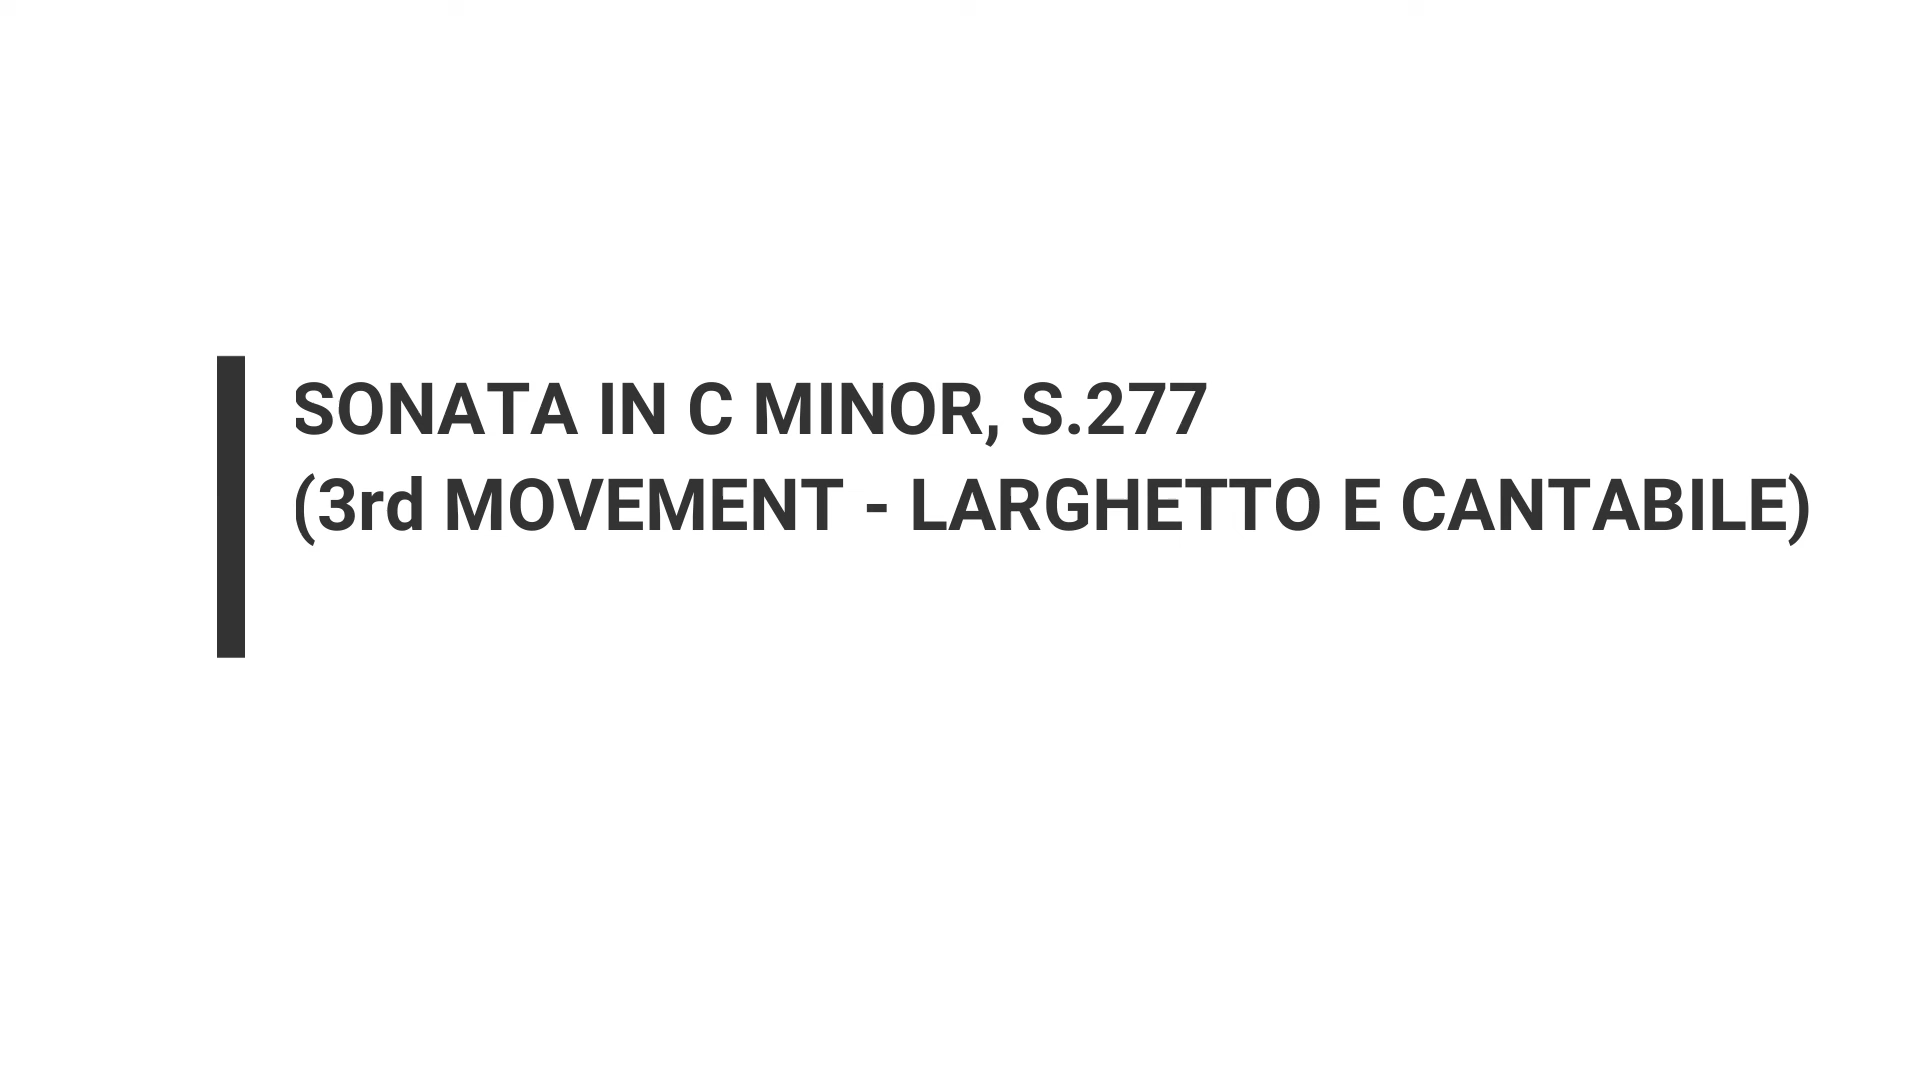 SONATA IN C MINOR, S.277
(3rd MOVEMENT - LARGHETTO E CANTABILE)